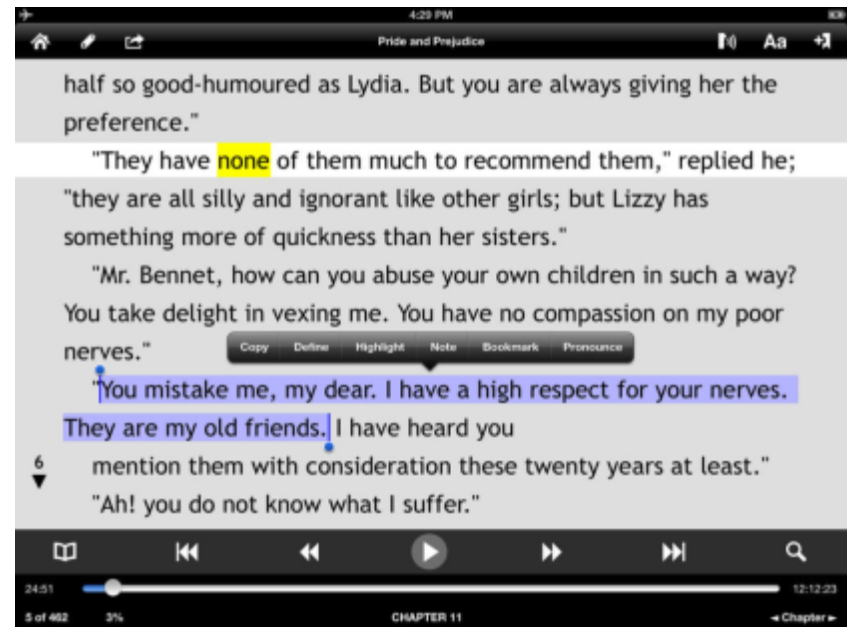 4:29 PM
Pride and Prejudice
Aa
half so good-humoured as Lydia. But you are always giving her the
preference."
"They have none of them much to recommend them," replied he;
"they are all silly and ignorant like other girls; but Lizzy has
something more of quickness than her sisters."
"Mr. Bennet, how can you abuse your own children in such a way?
You take delight in vexing me. You have no compassion on my poor
nerves."
Copy Define Highlight Note Bookmark Pronounce
"You mistake me, my dear. I have a high respect for your nerves.
They are my old friends. I have heard you
6
mention them with consideration these twenty years at least."
"Ah! you do not know what I suffer."
24:51 12:12:23
5 of 462 3% CHAPTER 11 Chapter